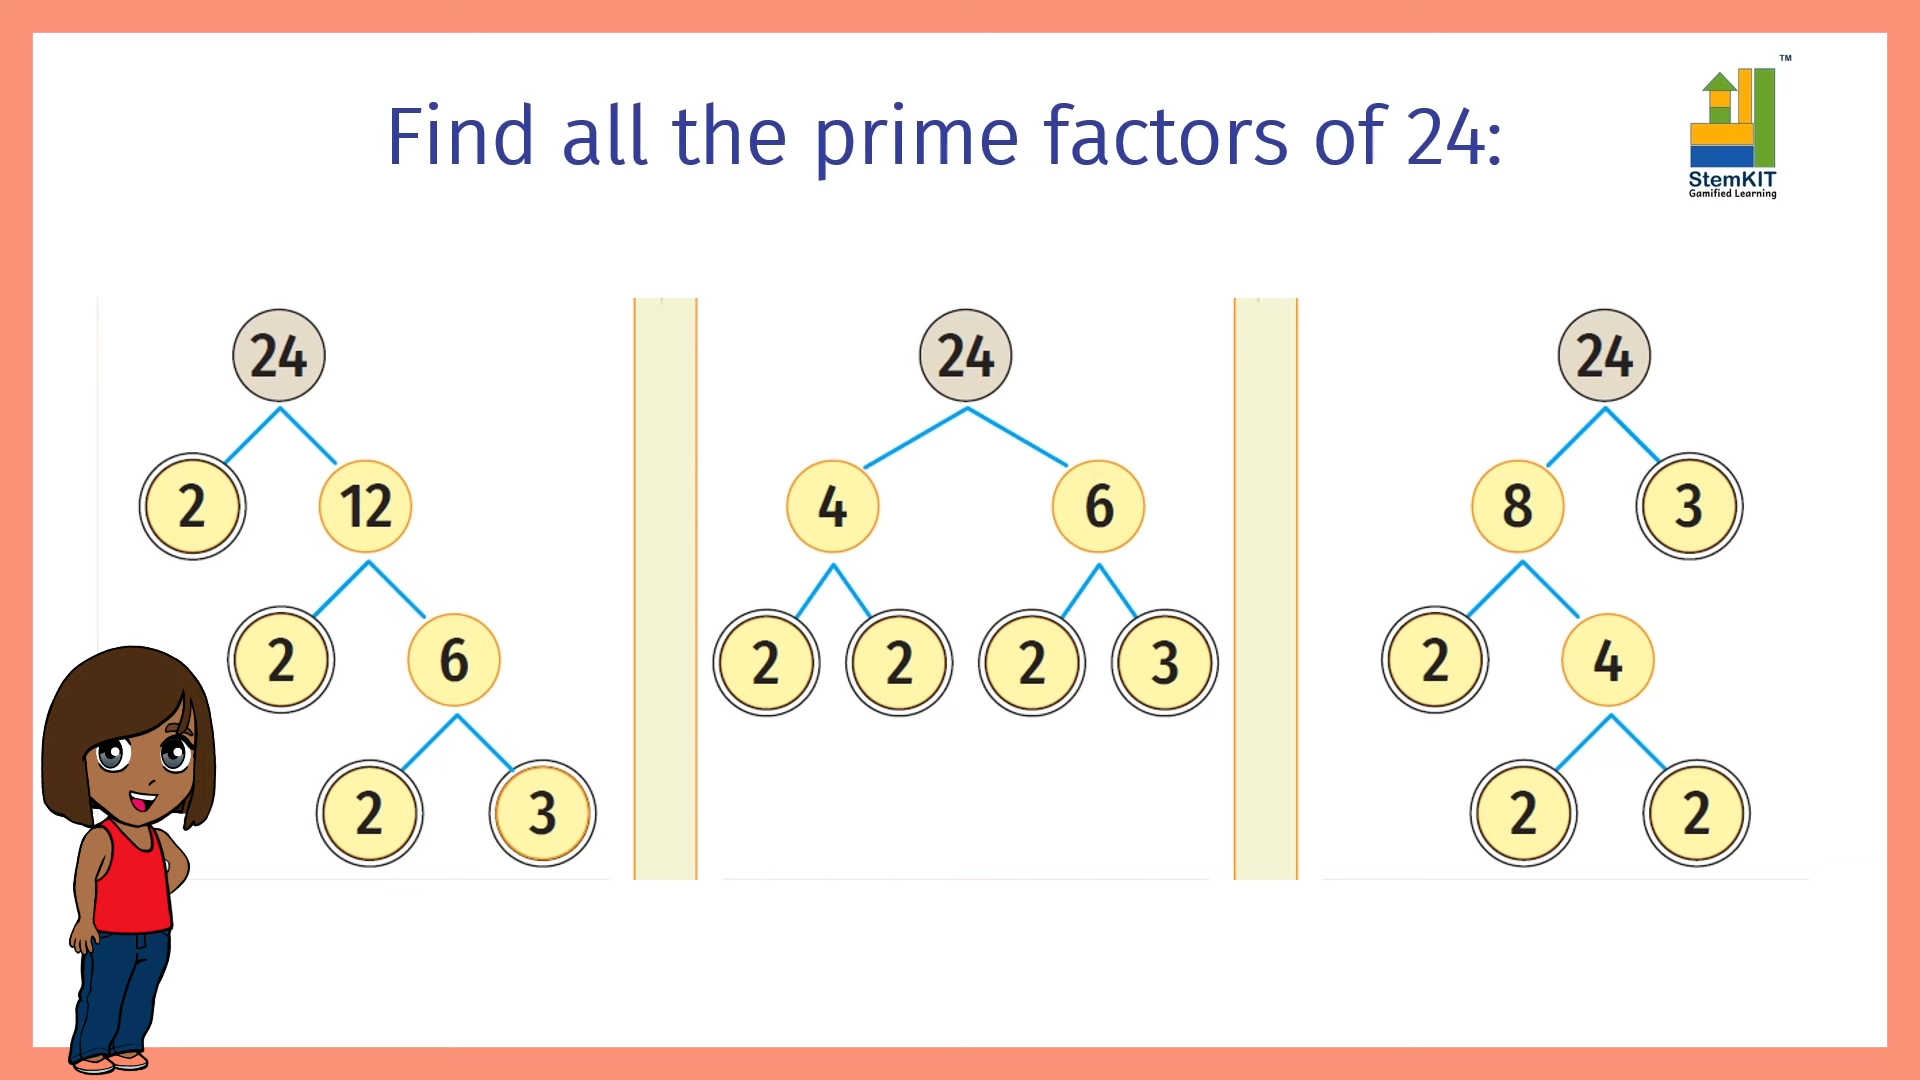 Find all the prime factors of 24:
TM
StemKIT
Gamified Learning
24
2 12
2 6
2 3
24
4 6
2 2 2 3
24
8 3
2 4
2 2